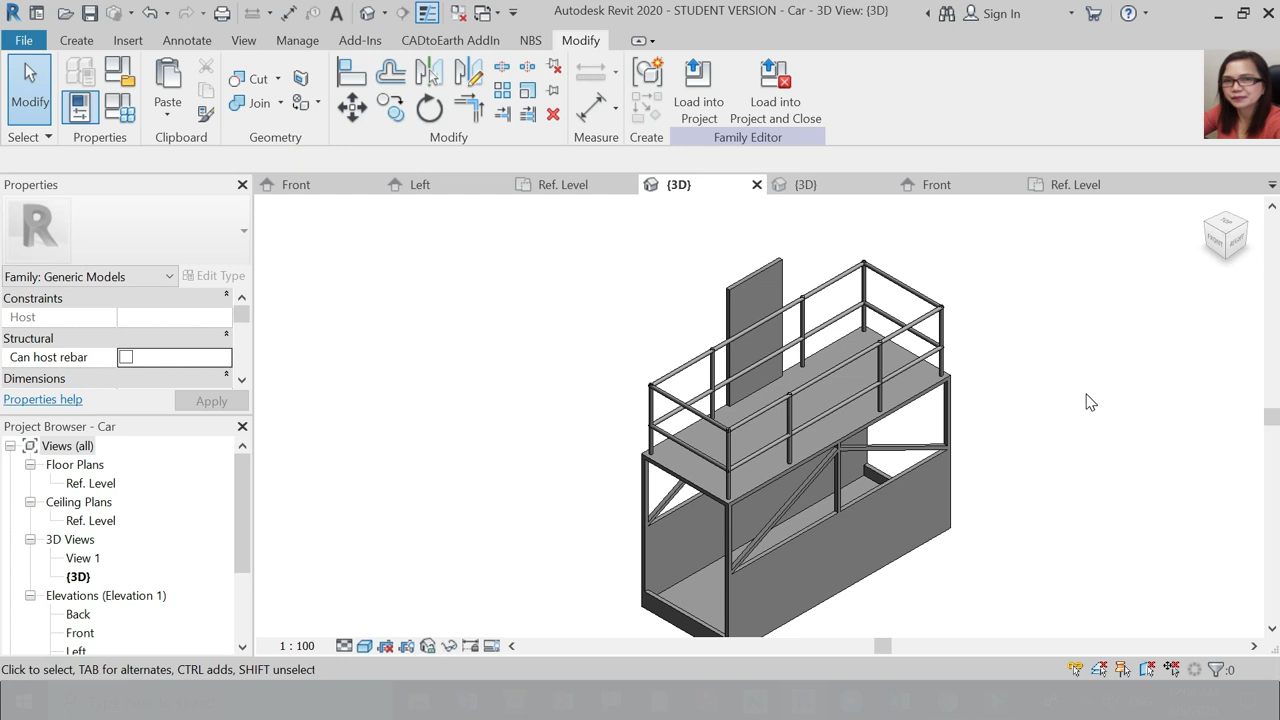 Autodesk Revit 2020 - STUDENT VERSION - Car - 3D View: {3D}
Sign In
File Create Insert Annotate View Manage Add-Ins CADtoEarth AddIn NBS Modify
Modify Paste Cut Join Load into Project Load into Project and Close
Select Properties Clipboard Geometry Modify Measure Create Family Editor
Properties
Front Left Ref. Level {3D} {3D} Front Ref. Level
Family: Generic Models Edit Type
Constraints
Host
Structural
Can host rebar
Dimensions
Properties help Apply
Project Browser - Car
Views (all)
Floor Plans
Ref. Level
Ceiling Plans
Ref. Level
3D Views
View 1
{3D}
Elevations (Elevation 1)
Back
Front
Left
TOP
FRONT RIGHT
1 : 100
Click to select, TAB for alternates, CTRL adds, SHIFT unselect
:0